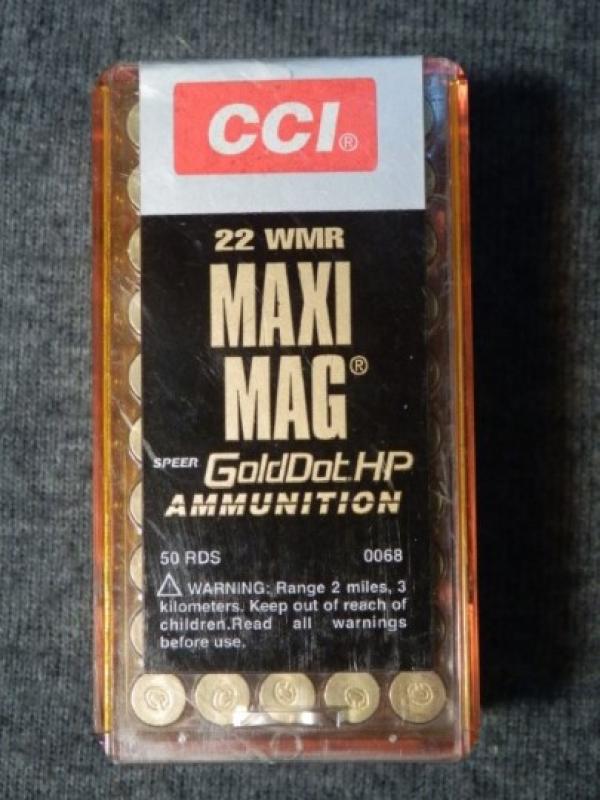 CCI®
22 WMR
MAXI
MAG®
SPEER GoldDot HP
AMMUNITION
50 RDS 0068
⚠ WARNING: Range 2 miles, 3
kilometers. Keep out of reach of
children.Read all warnings
before use.
C C C C C